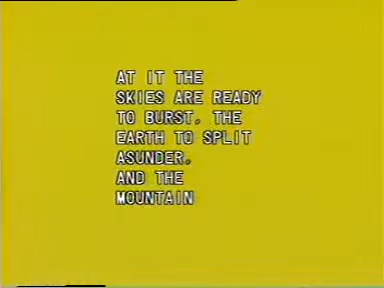 AT IT THE
SKIES ARE READY
TO BURST, THE
EARTH TO SPLIT
ASUNDER,
AND THE
MOUNTAIN